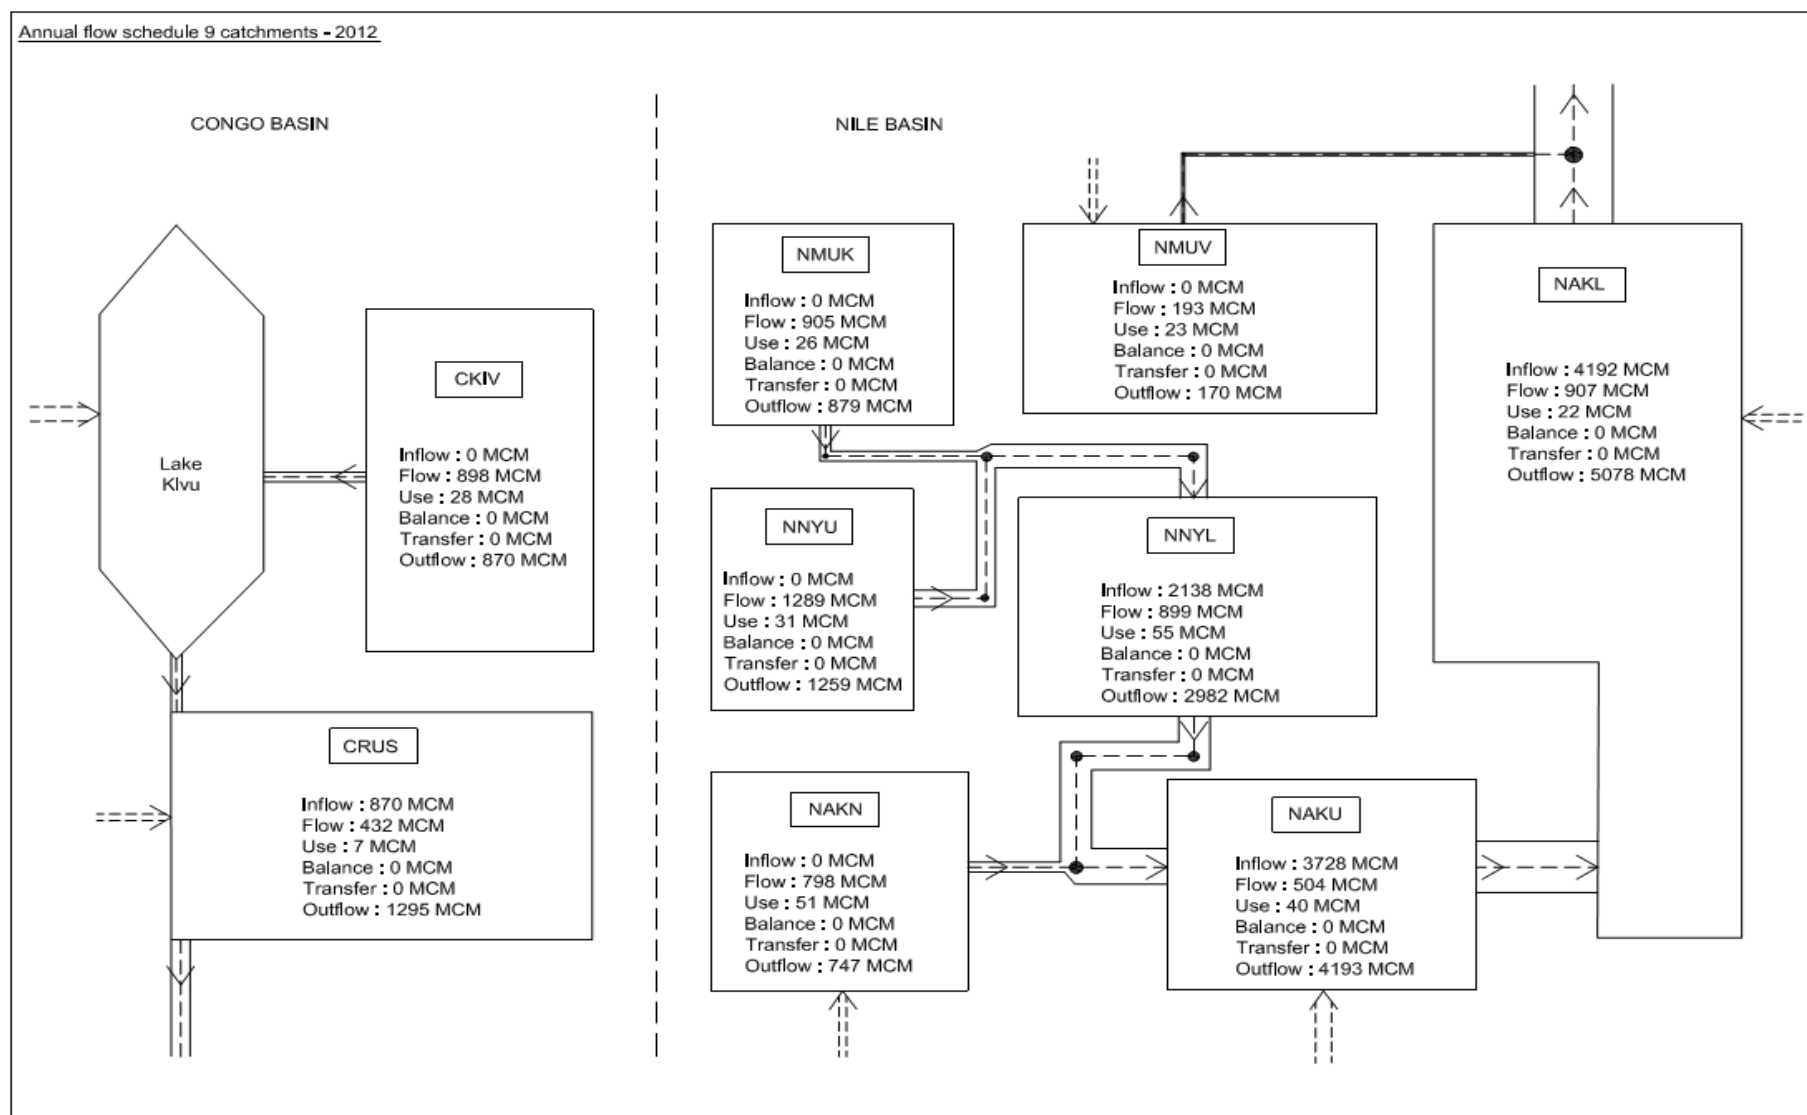 Annual flow schedule 9 catchments - 2012
CONGO BASIN
NILE BASIN
Lake
Kivu
CKIV
Inflow : 0 MCM
Flow : 898 MCM
Use : 28 MCM
Balance : 0 MCM
Transfer : 0 MCM
Outflow : 870 MCM
CRUS
Inflow : 870 MCM
Flow : 432 MCM
Use : 7 MCM
Balance : 0 MCM
Transfer : 0 MCM
Outflow : 1295 MCM
NMUK
Inflow : 0 MCM
Flow : 905 MCM
Use : 26 MCM
Balance : 0 MCM
Transfer : 0 MCM
Outflow : 879 MCM
NMUV
Inflow : 0 MCM
Flow : 193 MCM
Use : 23 MCM
Balance : 0 MCM
Transfer : 0 MCM
Outflow : 170 MCM
NAKL
Inflow : 4192 MCM
Flow : 907 MCM
Use : 22 MCM
Balance : 0 MCM
Transfer : 0 MCM
Outflow : 5078 MCM
NNYU
Inflow : 0 MCM
Flow : 1289 MCM
Use : 31 MCM
Balance : 0 MCM
Transfer : 0 MCM
Outflow : 1259 MCM
NNYL
Inflow : 2138 MCM
Flow : 899 MCM
Use : 55 MCM
Balance : 0 MCM
Transfer : 0 MCM
Outflow : 2982 MCM
NAKN
Inflow : 0 MCM
Flow : 798 MCM
Use : 51 MCM
Balance : 0 MCM
Transfer : 0 MCM
Outflow : 747 MCM
NAKU
Inflow : 3728 MCM
Flow : 504 MCM
Use : 40 MCM
Balance : 0 MCM
Transfer : 0 MCM
Outflow : 4193 MCM